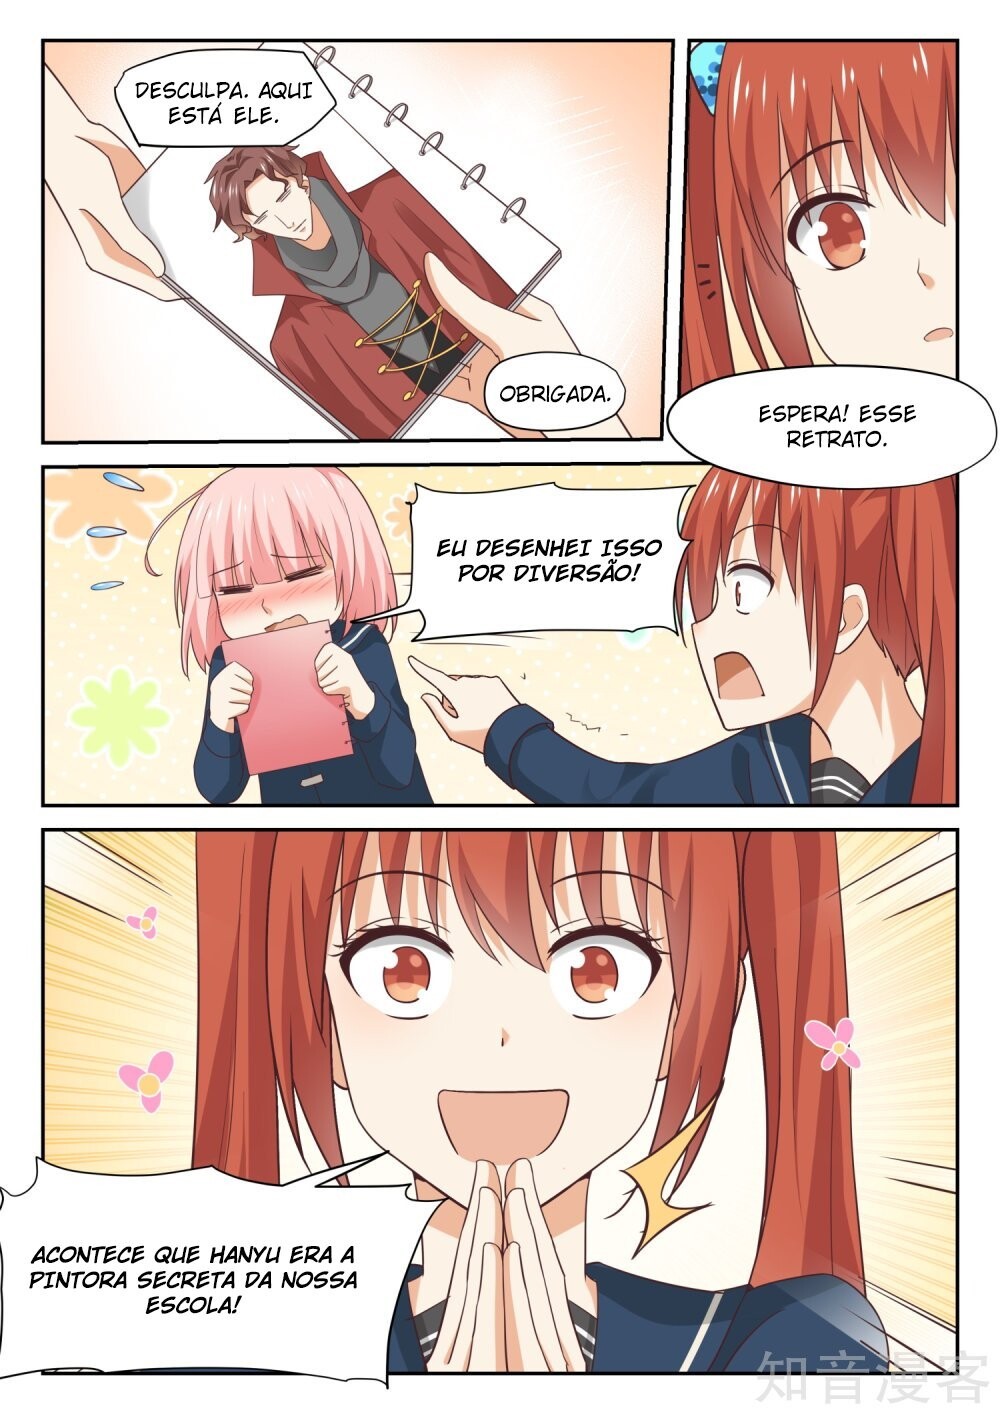 DESCULPA. AQUI
ESTÁ ELE.
OBRIGADA.
ESPERA! ESSE
RETRATO.
EU DESENHEI ISSO
POR DIVERSÃO!
ACONTECE QUE HANYU ERA A
PINTORA SECRETA DA NOSSA
ESCOLA!
知音漫客